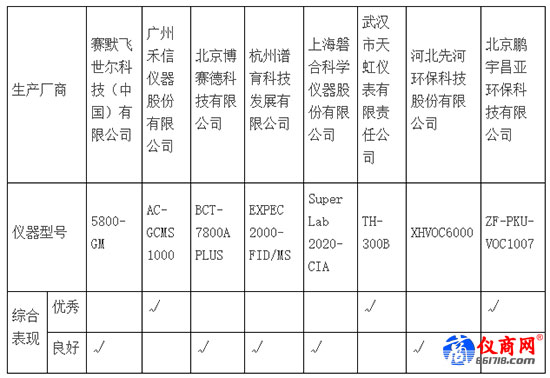 生产厂商
赛默飞
世尔科
技（中
国）有
限公司
广州
禾信
仪器
股份
有限
公司
北京博
赛德科
技有限
公司
杭州谱
育科技
发展有
限公司
上海磐
合科学
仪器股
份有限
公司
武汉
市天
虹仪
表有
限责
任公
司
河北先河
环保科技
股份有限
公司
北京鹏
宇昌亚
环保科
技有限
公司
仪器型号
5800-
GM
AC-
GCMS
1000
BCT-
7800A
PLUS
EXPEC
2000-
FID/MS
Super
Lab
2020-
CIA
TH-
300B
XHVOC6000
ZF-PKU-
VOC1007
综合
表现
优秀
√ √ √
良好
√ √ √ √ √
仪商网
861718.com